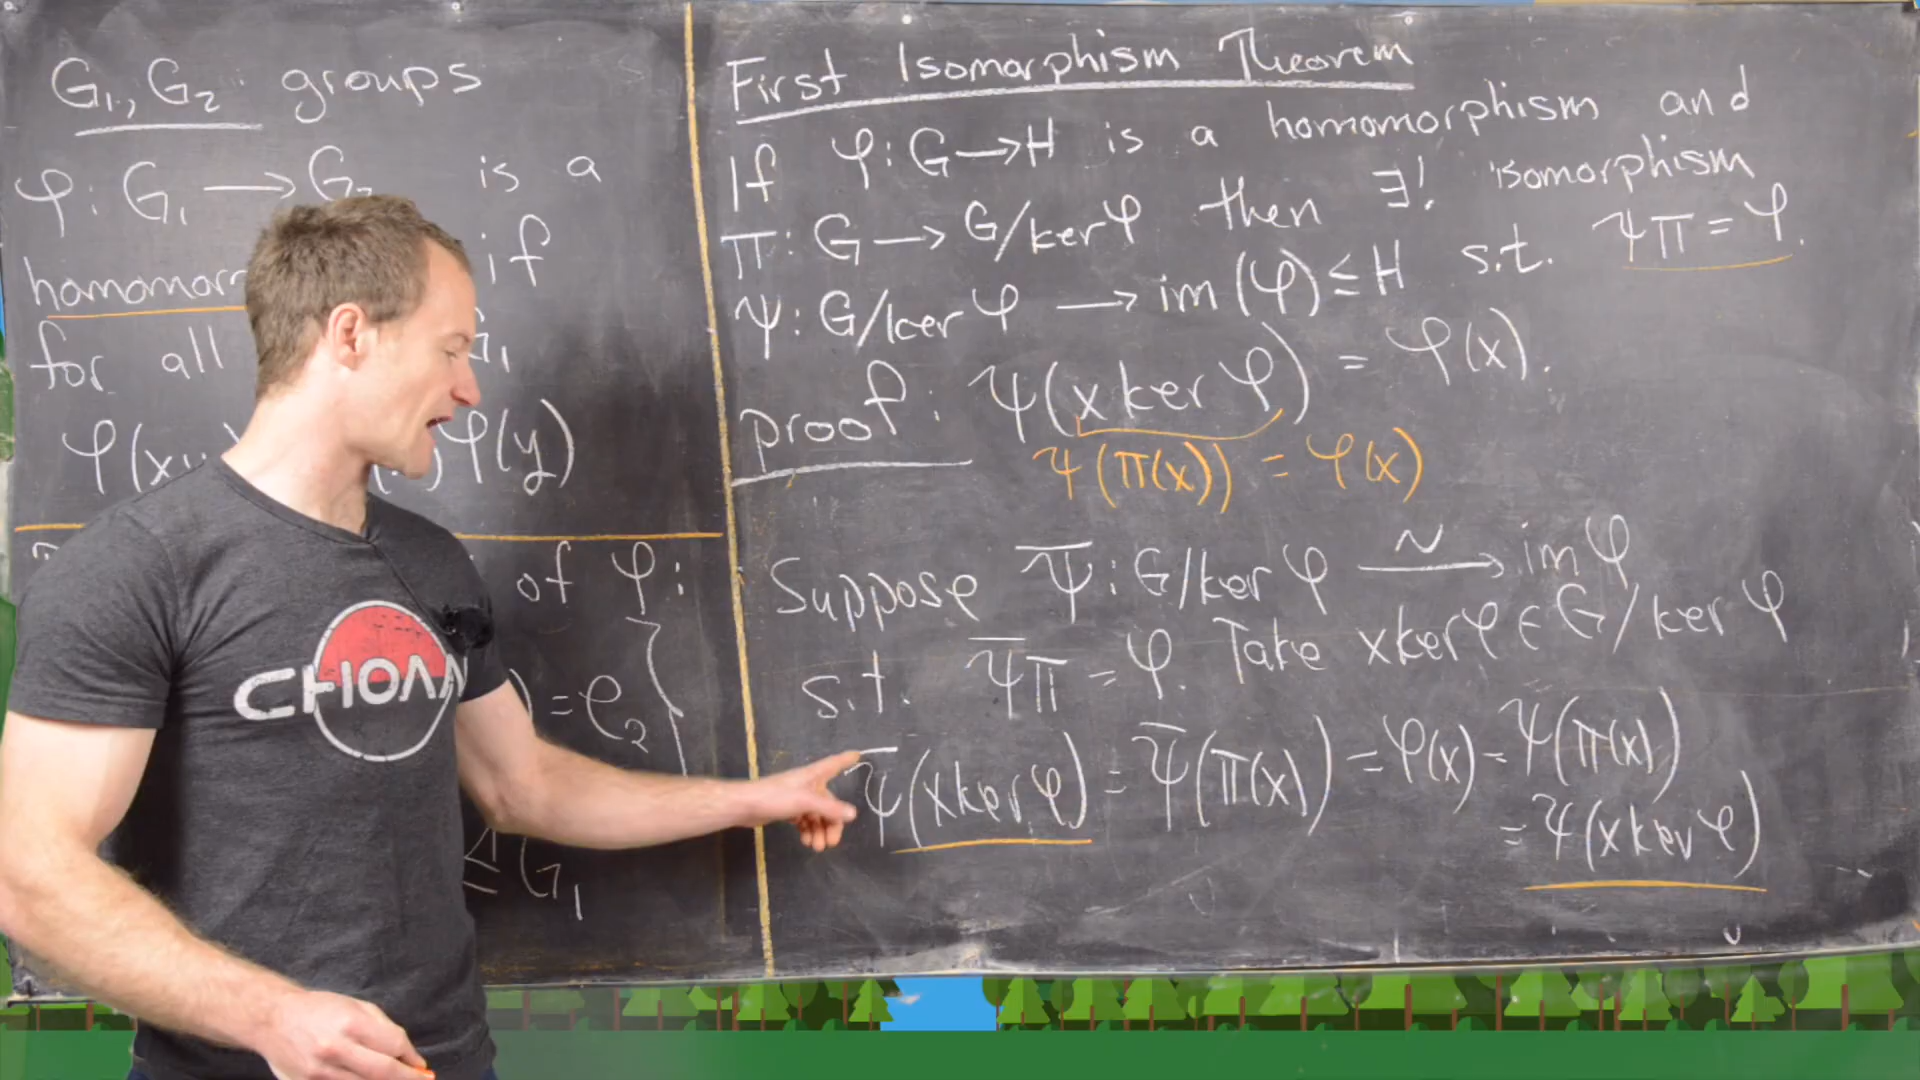 G₁, G₂ groups
φ: G₁ → G₂ is a
if
for all G₁
φ(x φ(y)
of φ:
) = e₂ }
⊴ G₁
CHOAM
First Isomorphism Theorem
If φ: G → H is a homomorphism and
π: G → G/ker φ then ∃! isomorphism
ψ: G/ker φ → im(φ) ≤ H s.t. ψπ = φ.
proof: ψ(x ker φ) = φ(x).
ψ(π(x)) = φ(x)
Suppose ψ̅: G/ker φ →~ im φ
s.t. ψ̅π = φ. Take x ker φ ∈ G/ker φ
ψ̅(x ker φ) = ψ̅(π(x)) = φ(x) = ψ(π(x))
= ψ(x ker φ)